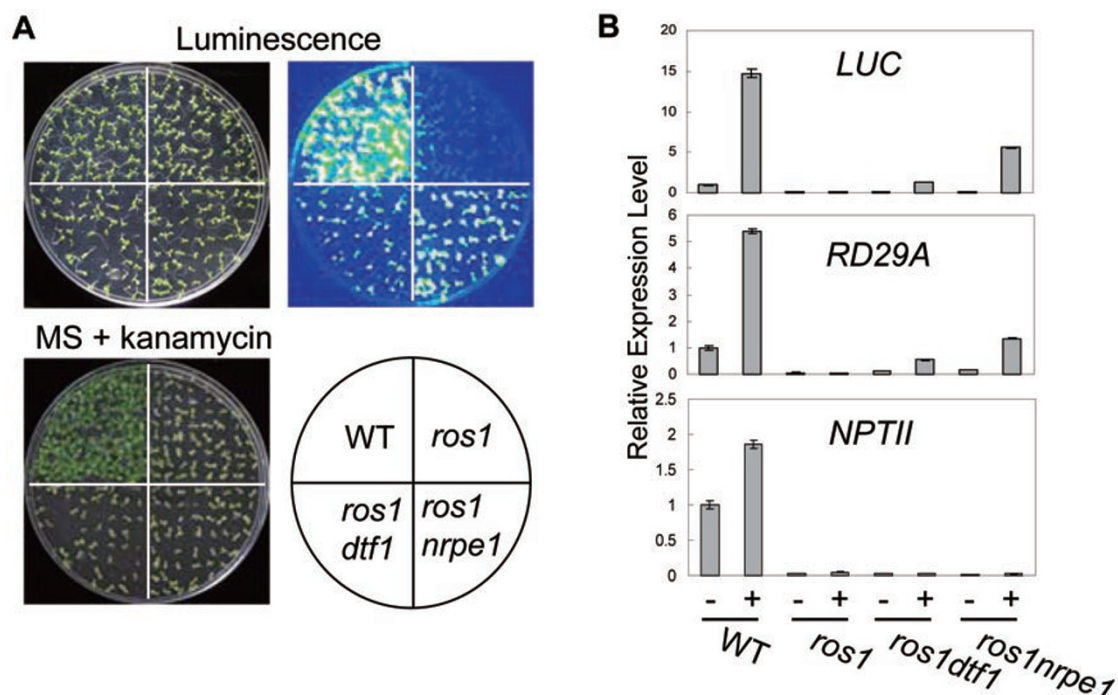 A
Luminescence
MS + kanamycin
WT
ros1
ros1
dtf1
ros1
nrpe1
B
Relative Expression Level
LUC
20
15
10
5
0
RD29A
6
5
4
3
2
1
0
NPTII
2.5
2
1.5
1
0.5
0
- + - + - + - +
WT
ros1
ros1dtf1
ros1nrpe1